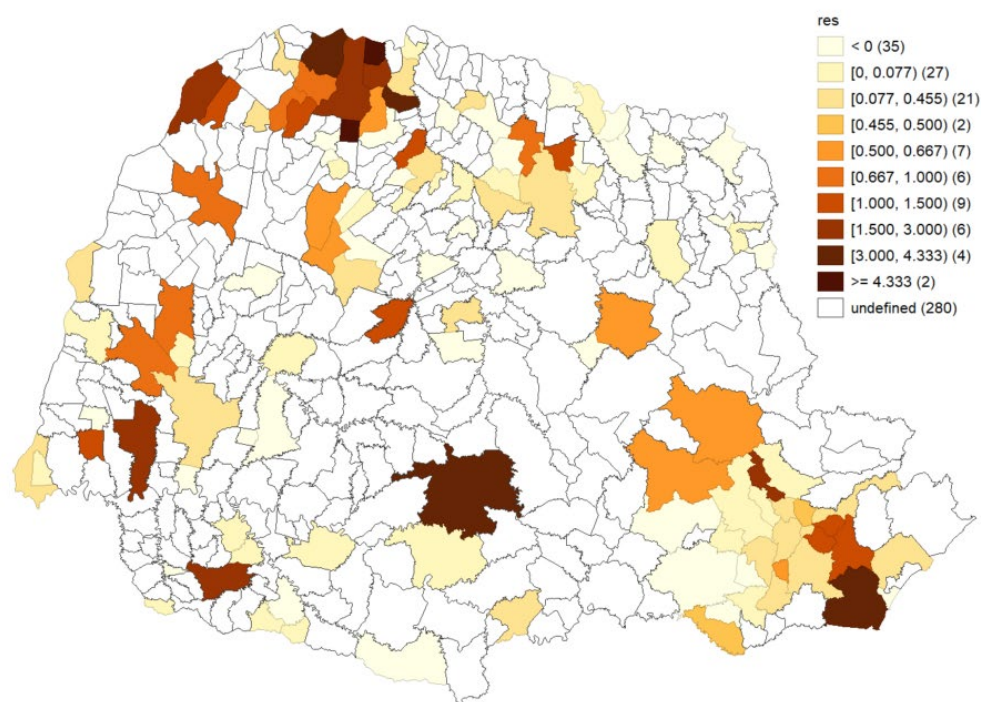 res
< 0 (35)
[0, 0.077) (27)
[0.077, 0.455) (21)
[0.455, 0.500) (2)
[0.500, 0.667) (7)
[0.667, 1.000) (6)
[1.000, 1.500) (9)
[1.500, 3.000) (6)
[3.000, 4.333) (4)
>= 4.333 (2)
undefined (280)